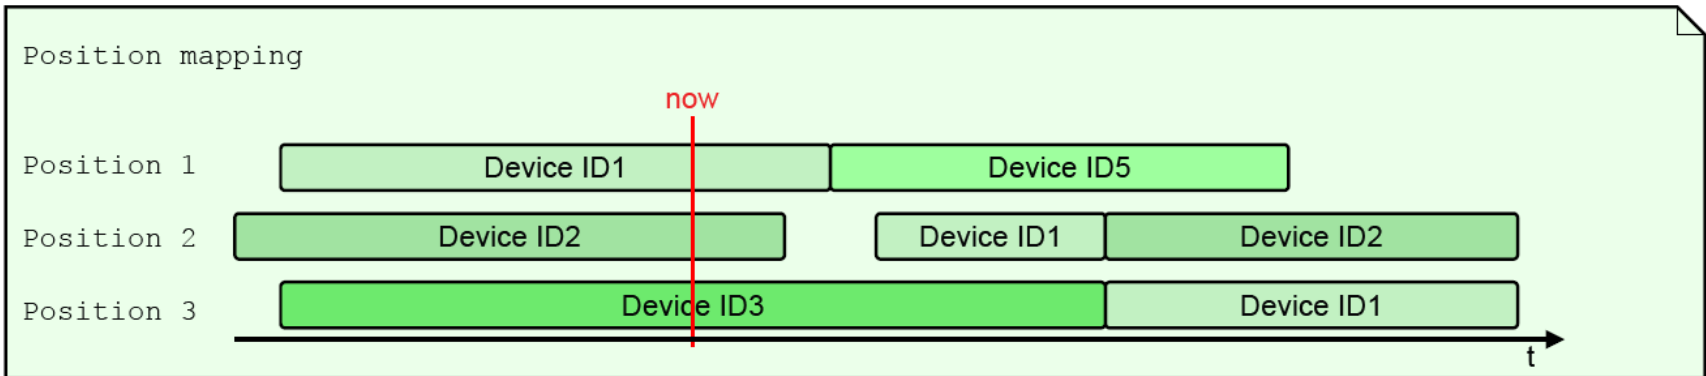 Position mapping
now
Position 1 Device ID1 Device ID5
Position 2 Device ID2 Device ID1 Device ID2
Position 3 Device ID3 Device ID1
t